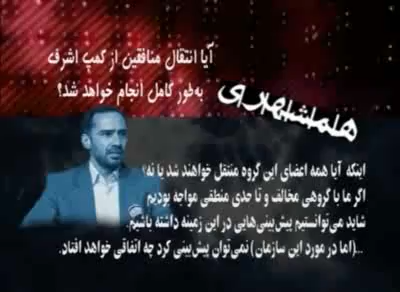 آیا انتقال منافقین از کمپ اشرف
به‌طور کامل انجام خواهد شد؟
همشهری
اینکه آیا همه اعضای این گروه منتقل خواهند شد یا نه؟
اگر ما با گروهی مخالف و تا حدی منطقی مواجه بودیم
شاید می‌توانستیم پیش‌بینی‌هایی در این زمینه داشته باشیم.
...(اما در مورد این سازمان) نمی‌توان پیش‌بینی کرد چه اتفاقی خواهد افتاد.